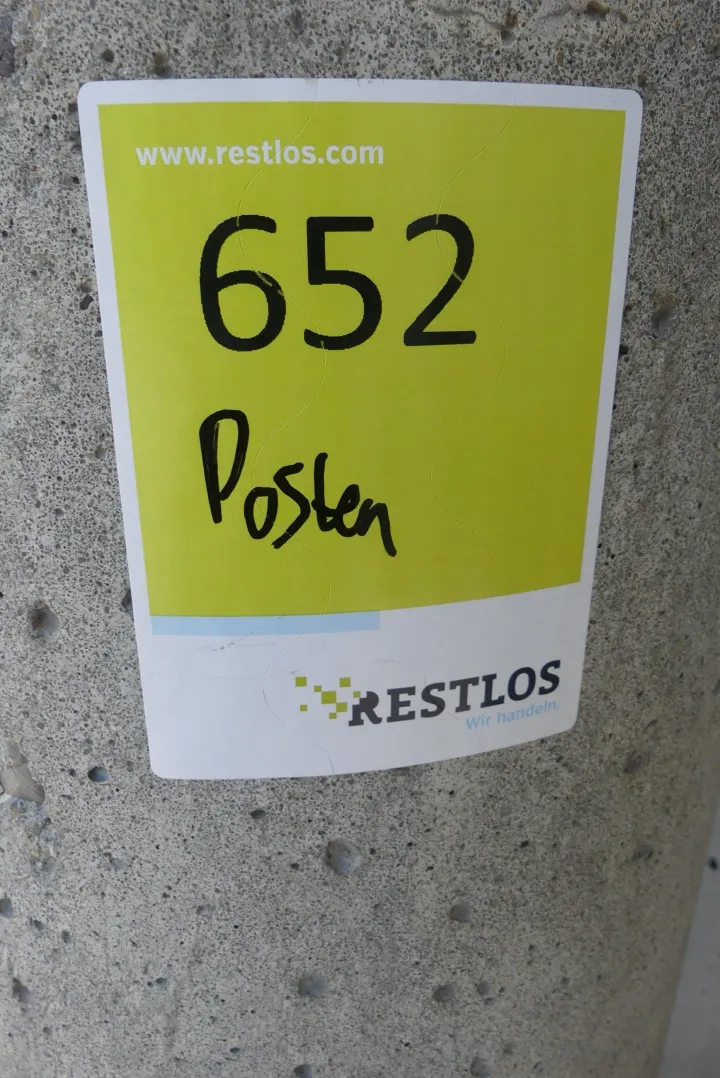 www.restlos.com
652
Posten
RESTLOS
Wir handeln.